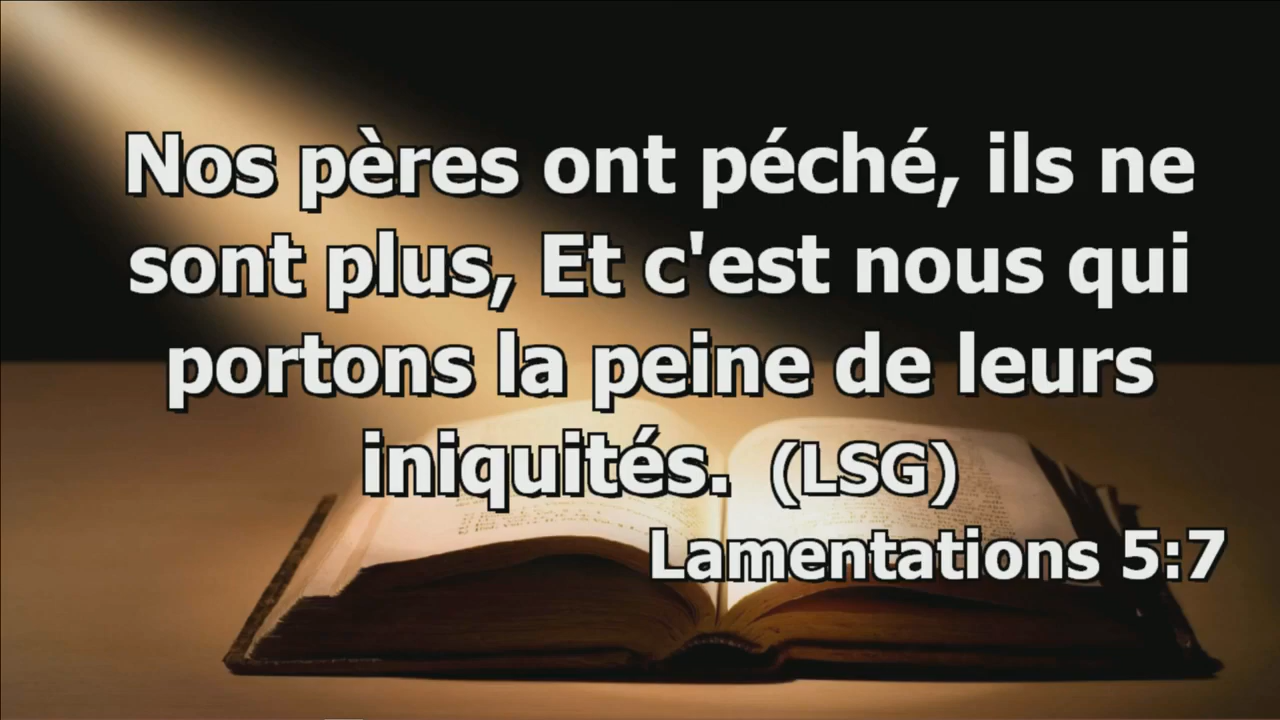 Nos pères ont péché, ils ne
sont plus, Et c'est nous qui
portons la peine de leurs
iniquités. (LSG)
Lamentations 5:7